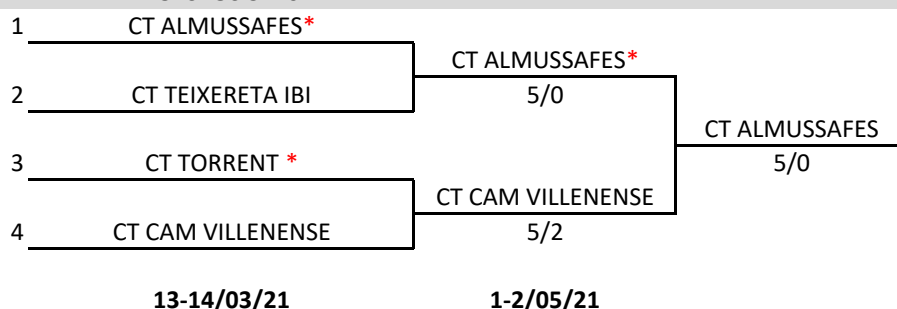 1 CT ALMUSSAFES*
CT ALMUSSAFES*
2 CT TEIXERETA IBI 5/0
CT ALMUSSAFES
3 CT TORRENT * 5/0
CT CAM VILLENENSE
4 CT CAM VILLENENSE 5/2
13-14/03/21 1-2/05/21